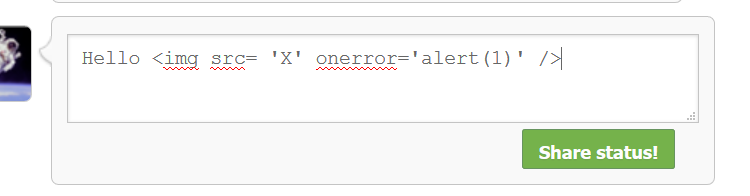 Hello <img src= 'X' onerror='alert(1)' />
Share status!